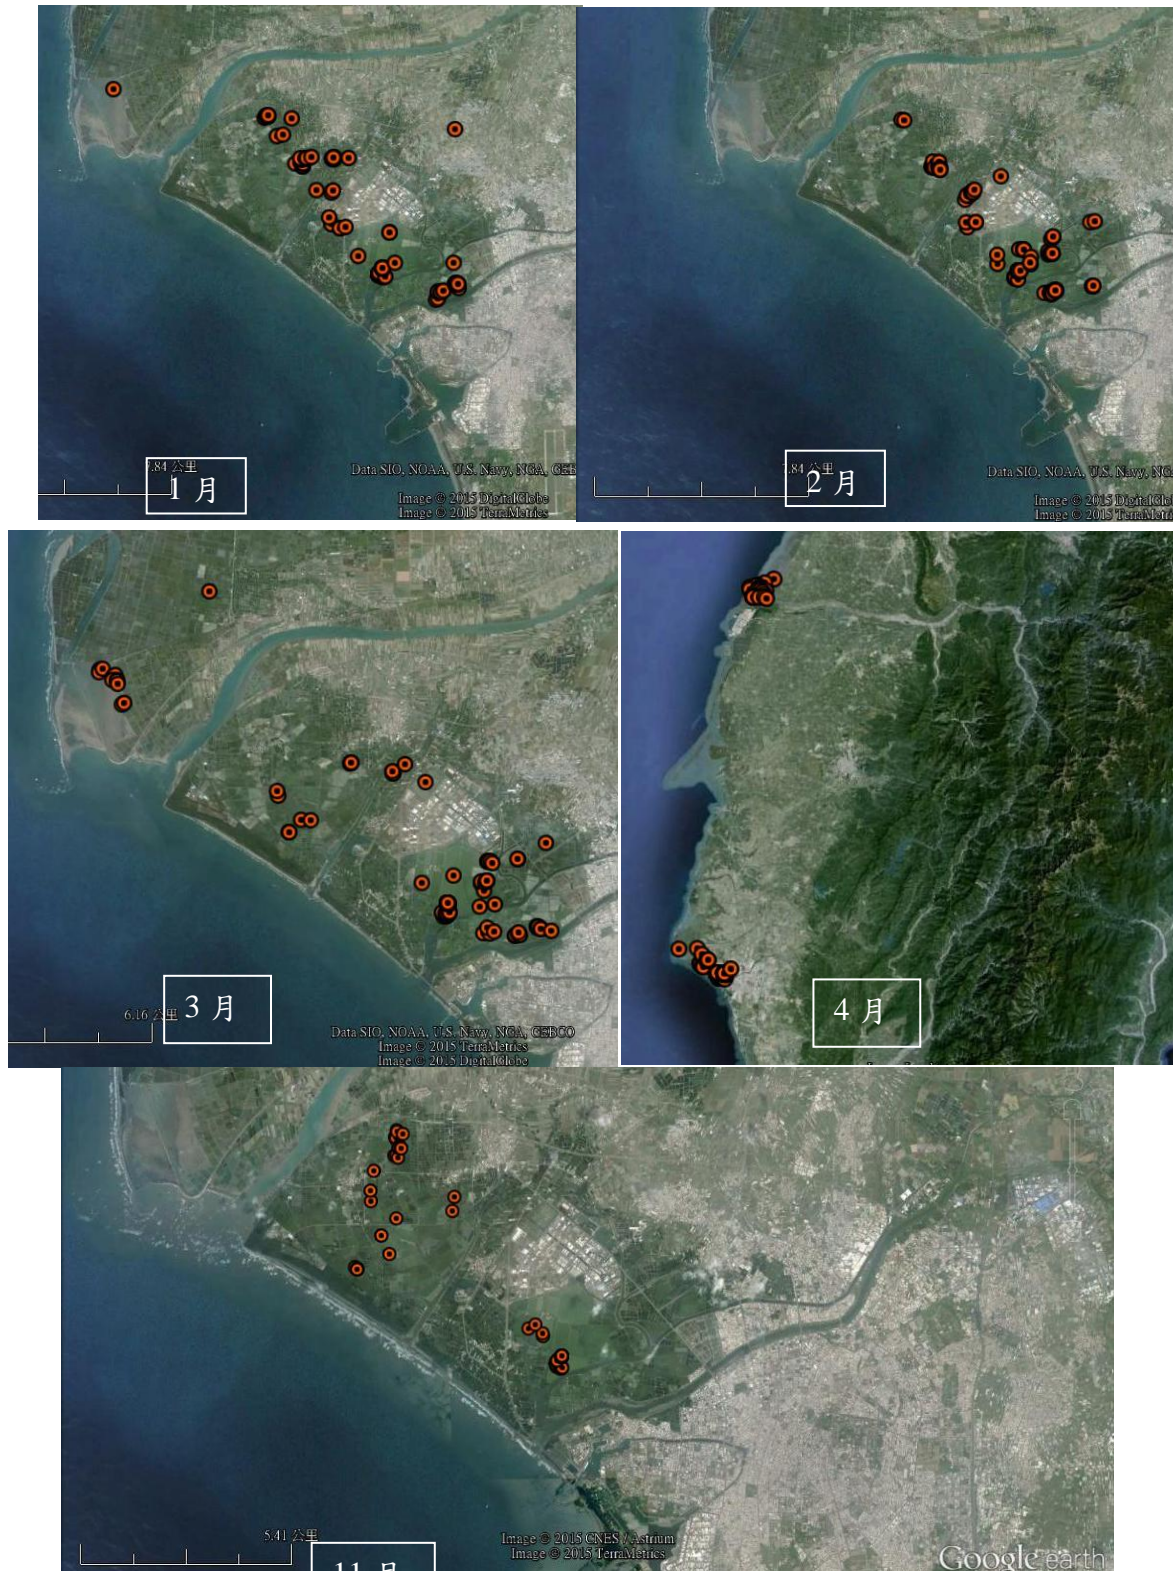 7.84 公里
1 月
Data SIO, NOAA, U.S. Navy, NGA, GEB
Image © 2015 DigitalGlobe
Image © 2015 TerraMetrics
7.84 公里
2 月
Data SIO, NOAA, U.S. Navy, NG
Image © 2015 DigitalGl
Image © 2015 TerraMetri
6.16 公里
3 月
Data SIO, NOAA, U.S. Navy, NGA, GEBCO
Image © 2015 TerraMetrics
Image © 2015 DigitalGlobe
4 月
5.41 公里
11 月
Image © 2015 CNES / Astrium
Image © 2015 TerraMetrics
Google earth